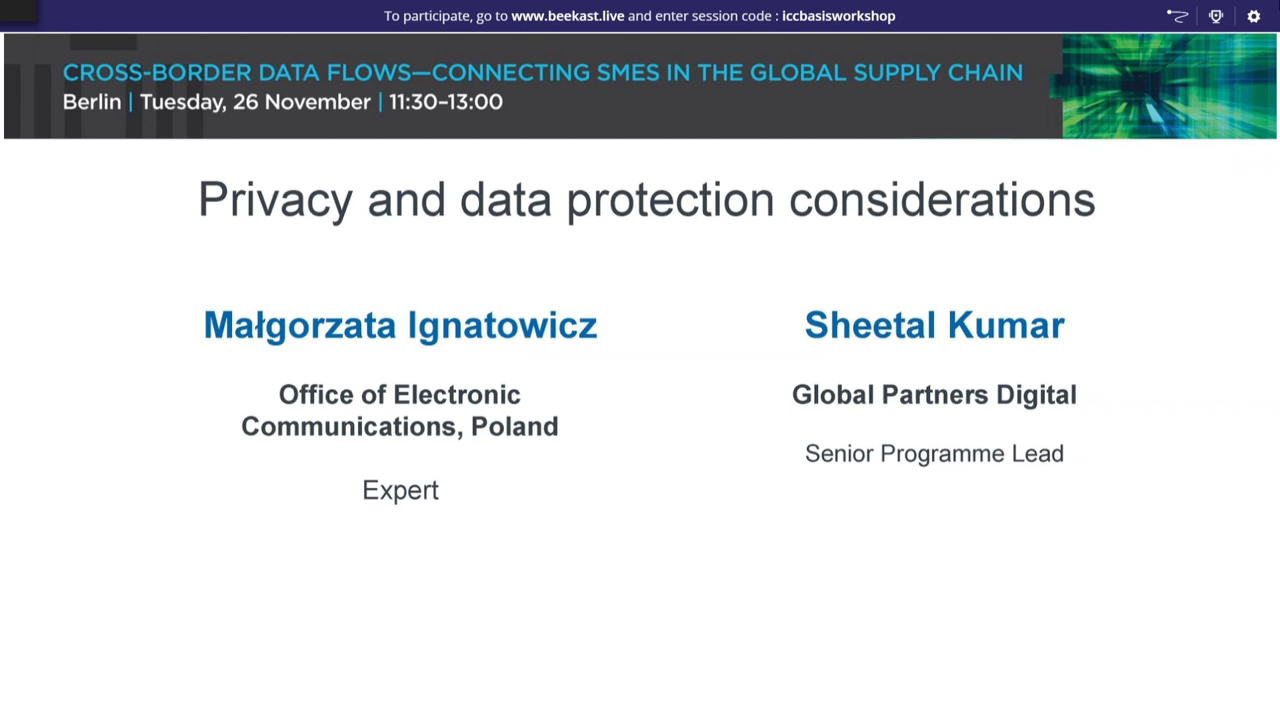 To participate, go to www.beekast.live and enter session code : iccbasisworkshop
CROSS-BORDER DATA FLOWS—CONNECTING SMES IN THE GLOBAL SUPPLY CHAIN
Berlin | Tuesday, 26 November | 11:30–13:00
Privacy and data protection considerations
Małgorzata Ignatowicz
Office of Electronic
Communications, Poland
Expert
Sheetal Kumar
Global Partners Digital
Senior Programme Lead